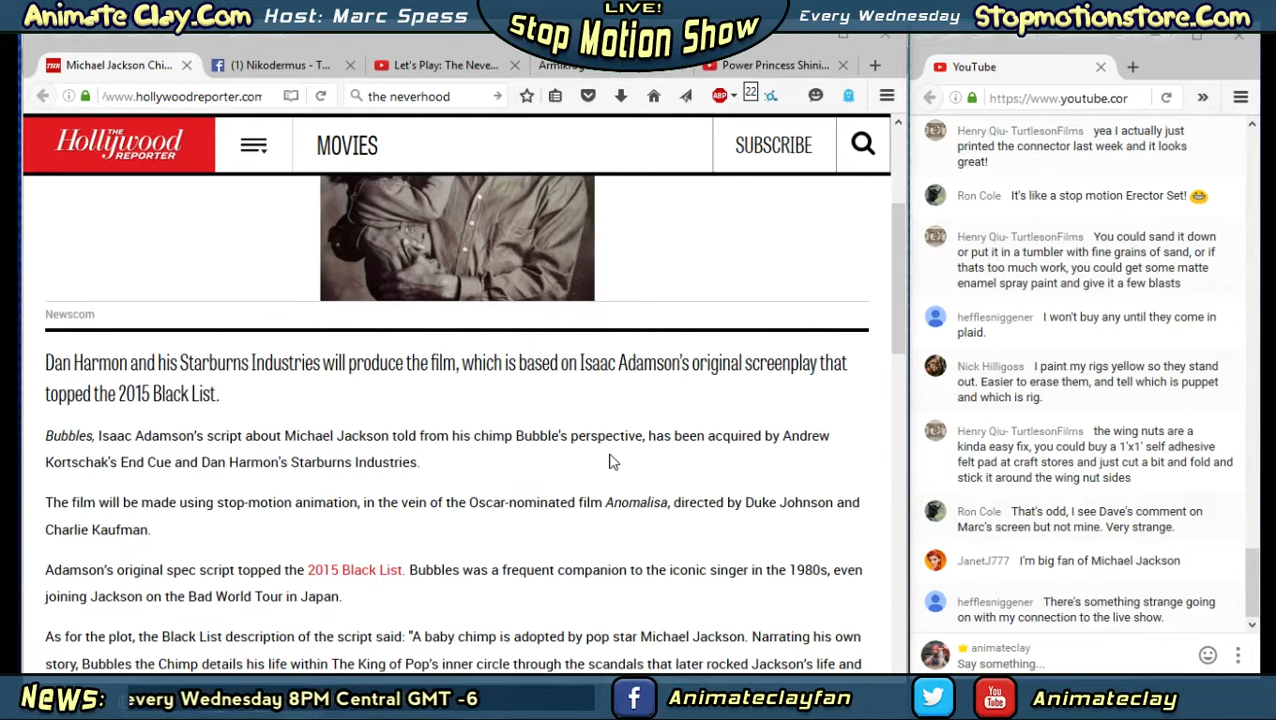 Animate Clay.Com
Host: Marc Spess
LIVE!
Stop Motion Show
Every Wednesday
Stopmotionstore.Com
THR Michael Jackson Chi...
(1) Nikodermus - T...
Let's Play: The Neve...
Armikrog
Power Princess Shini...
YouTube
/www.hollywoodreporter.com
the neverhood
ABP
22
https://www.youtube.cor
THE
Hollywood
REPORTER
MOVIES
SUBSCRIBE
Newscom
Dan Harmon and his Starburns Industries will produce the film, which is based on Isaac Adamson's original screenplay that
topped the 2015 Black List.
Bubbles, Isaac Adamson's script about Michael Jackson told from his chimp Bubble's perspective, has been acquired by Andrew
Kortschak's End Cue and Dan Harmon's Starburns Industries.
The film will be made using stop-motion animation, in the vein of the Oscar-nominated film Anomalisa, directed by Duke Johnson and
Charlie Kaufman.
Adamson's original spec script topped the 2015 Black List. Bubbles was a frequent companion to the iconic singer in the 1980s, even
joining Jackson on the Bad World Tour in Japan.
As for the plot, the Black List description of the script said: "A baby chimp is adopted by pop star Michael Jackson. Narrating his own
story, Bubbles the Chimp details his life within The King of Pop's inner circle through the scandals that later rocked Jackson's life and
Henry Qiu- TurtlesonFilms yea I actually just
printed the connector last week and it looks
great!
Ron Cole It's like a stop motion Erector Set!
Henry Qiu- TurtlesonFilms You could sand it down
or put it in a tumbler with fine grains of sand, or if
thats too much work, you could get some matte
enamel spray paint and give it a few blasts
hefflesniggener I won't buy any until they come in
plaid.
Nick Hilligoss I paint my rigs yellow so they stand
out. Easier to erase them, and tell which is puppet
and which is rig.
Henry Qiu- TurtlesonFilms the wing nuts are a
kinda easy fix, you could buy a 1'x1' self adhesive
felt pad at craft stores and just cut a bit and fold and
stick it around the wing nut sides
Ron Cole That's odd, I see Dave's comment on
Marc's screen but not mine. Very strange.
JanetJ777 I'm big fan of Michael Jackson
hefflesniggener There's something strange going
on with my connection to the live show.
animateclay
Say something...
News:
every Wednesday 8PM Central GMT -6
Animateclayfan
You Tube
Animateclay